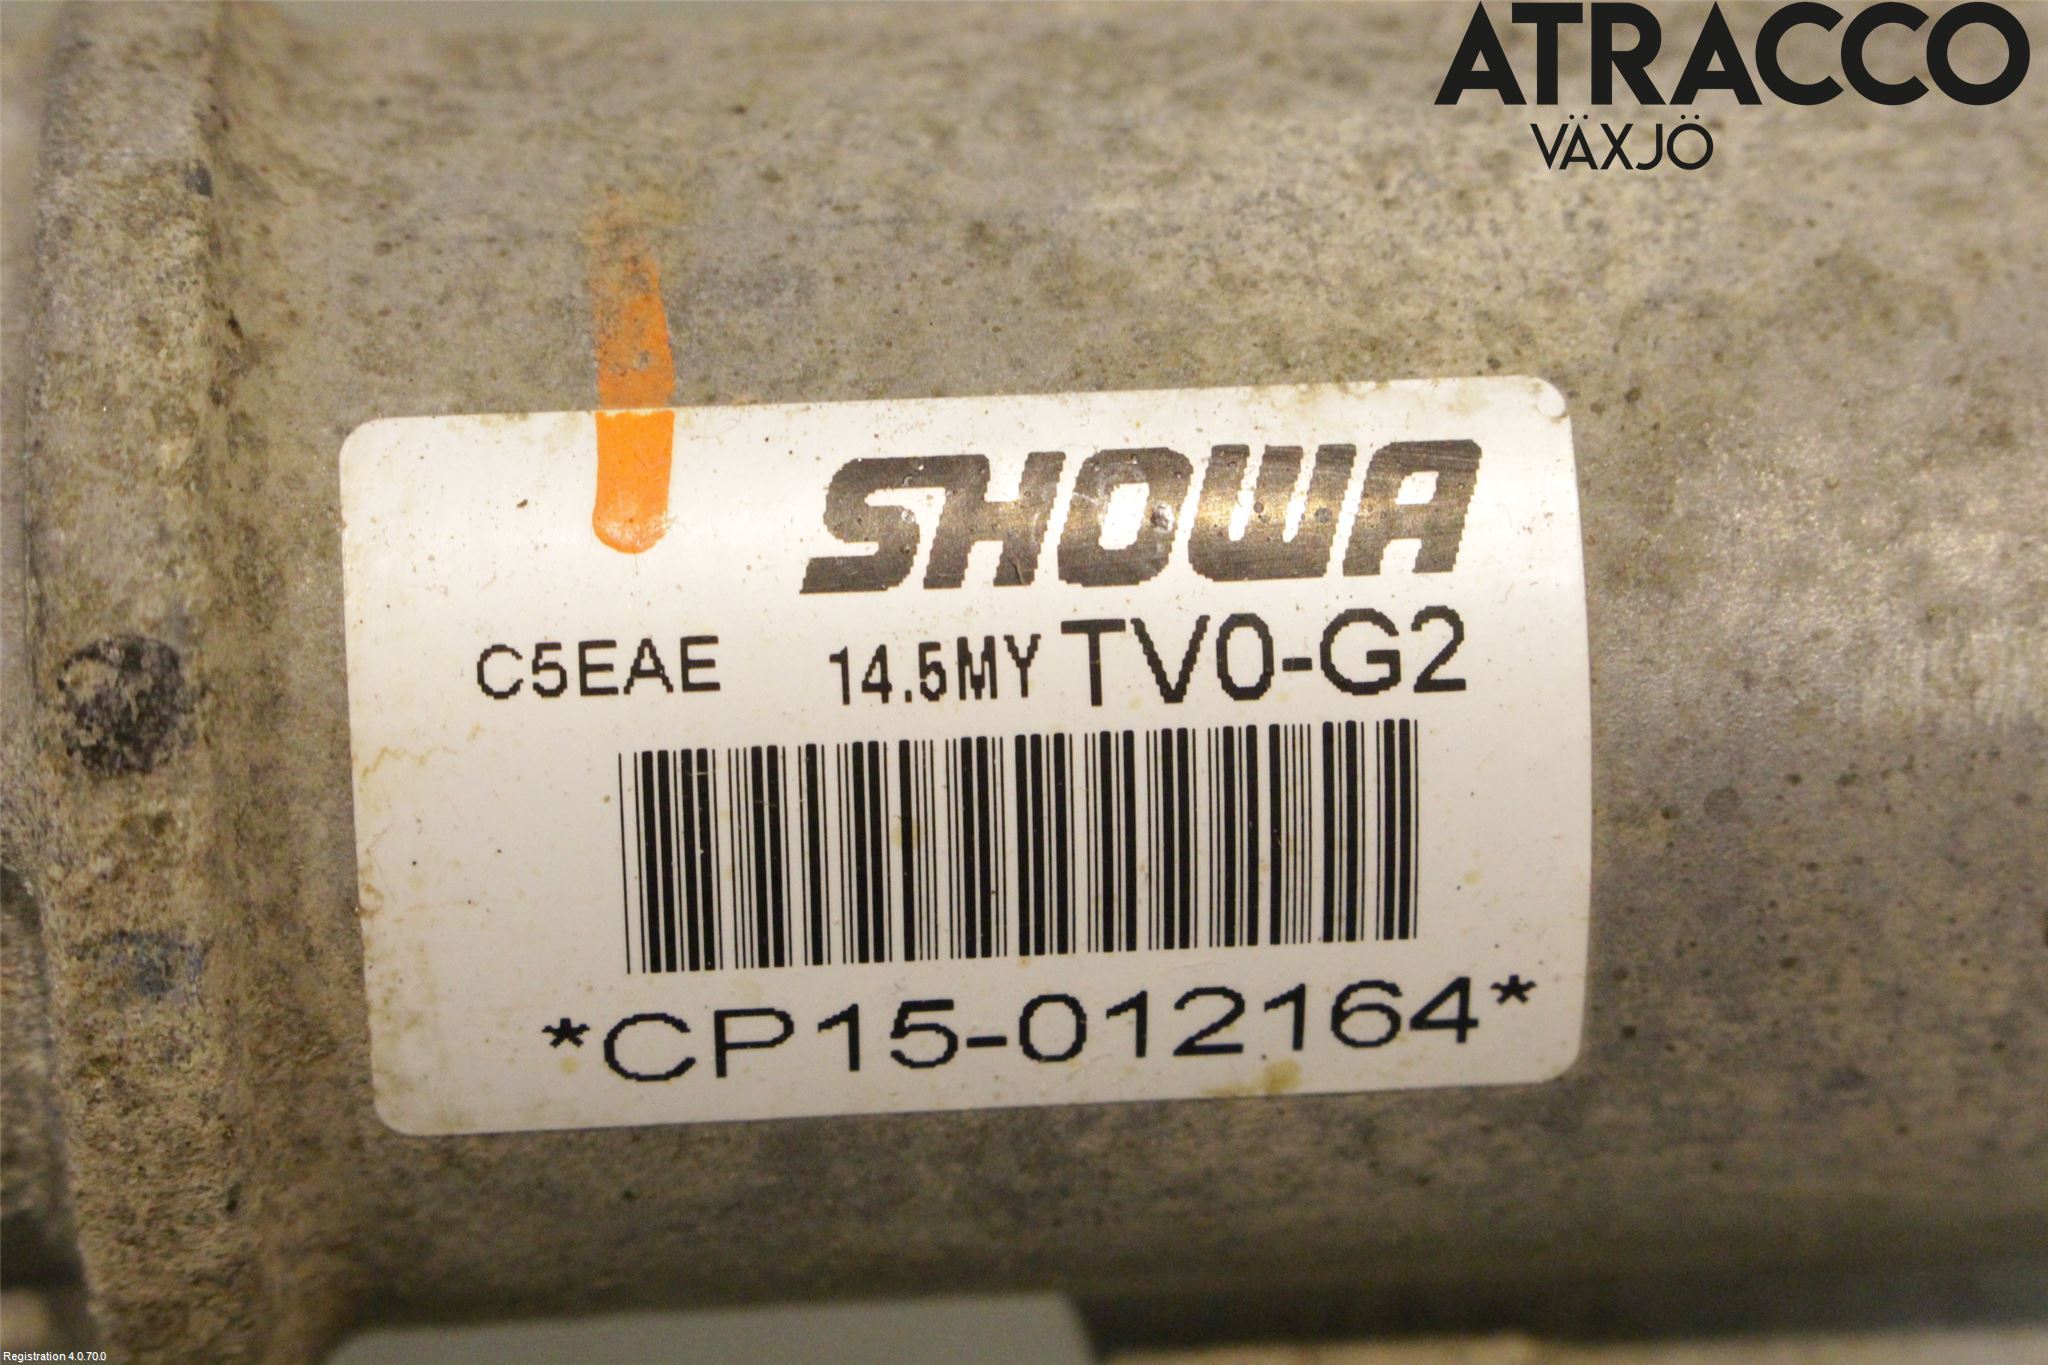 ATRACCO
VÄXJÖ
SHOWA
C5EAE 14.5MY TV0-G2
*CP15-012164*
Registration 4.0.70.0